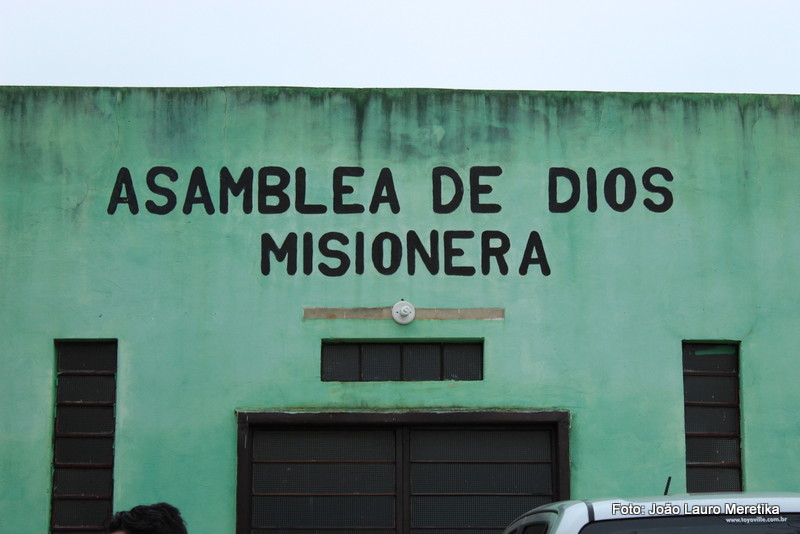 ASAMBLEA DE DIOS
MISIONERA
Foto: João Lauro Meretika
www.toyoville.com.br